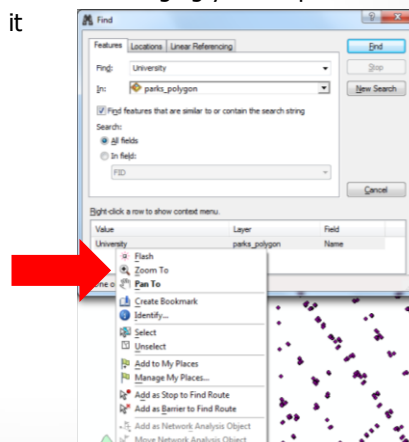 it
Find
Features Locations Linear Referencing
Find: University
In: parks_polygon
Find features that are similar to or contain the search string
Search:
All fields
In field:
FID
Find
Stop
New Search
Cancel
Right-click a row to show context menu.
Value Layer Field
University parks_polygon Name
Flash
Zoom To
Pan To
Create Bookmark
Identify...
Select
Unselect
Add to My Places
Manage My Places...
Add as Stop to Find Route
Add as Barrier to Find Route
Add as Network Analysis Object
Move Network Analysis Object